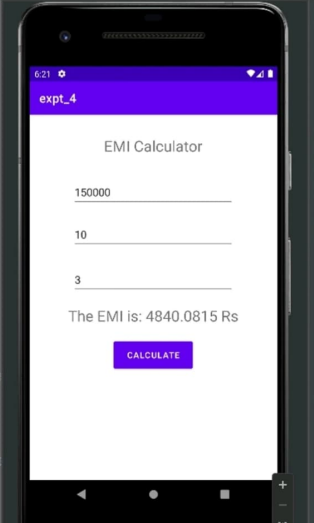 6:21
expt_4
EMI Calculator
150000
10
3
The EMI is: 4840.0815 Rs
CALCULATE